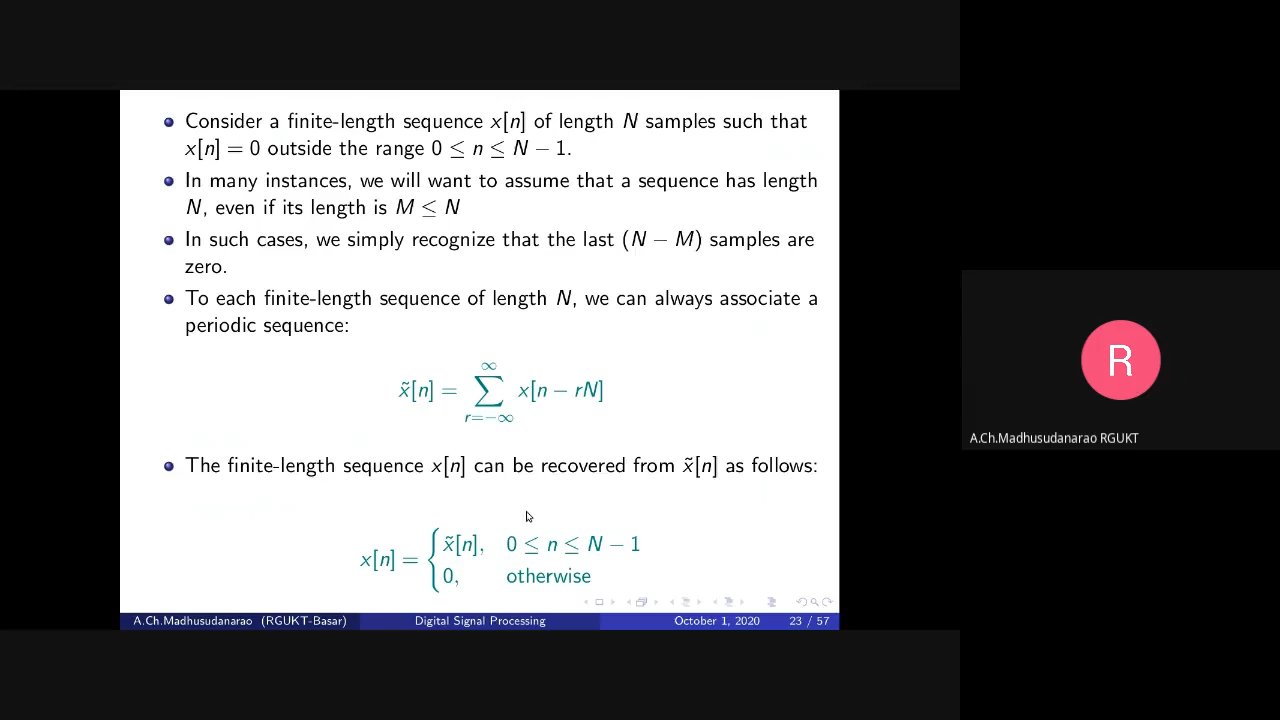 Consider a finite-length sequence x[n] of length N samples such that
x[n] = 0 outside the range 0 ≤ n ≤ N − 1.
In many instances, we will want to assume that a sequence has length
N, even if its length is M ≤ N
In such cases, we simply recognize that the last (N − M) samples are
zero.
To each finite-length sequence of length N, we can always associate a
periodic sequence:
x̃[n] = ∑_{r=−∞}^{∞} x[n − rN]
The finite-length sequence x[n] can be recovered from x̃[n] as follows:
x[n] = { x̃[n], 0 ≤ n ≤ N − 1
0, otherwise
A.Ch.Madhusudanarao (RGUKT-Basar) Digital Signal Processing October 1, 2020 23 / 57
R
A.Ch.Madhusudanarao RGUKT